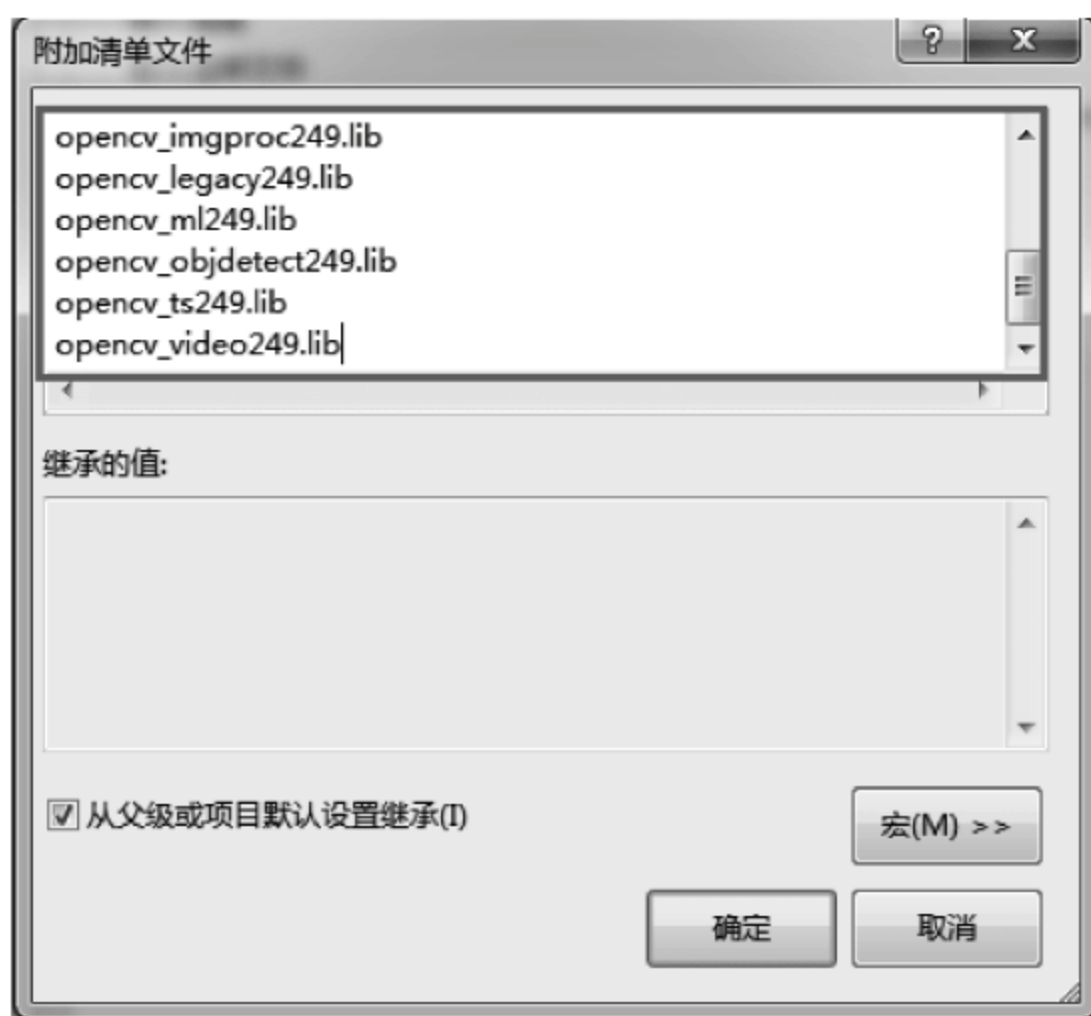 附加清单文件
opencv_imgproc249.lib
opencv_legacy249.lib
opencv_ml249.lib
opencv_objdetect249.lib
opencv_ts249.lib
opencv_video249.lib
继承的值:
从父级或项目默认设置继承(I)
宏(M) >>
确定
取消